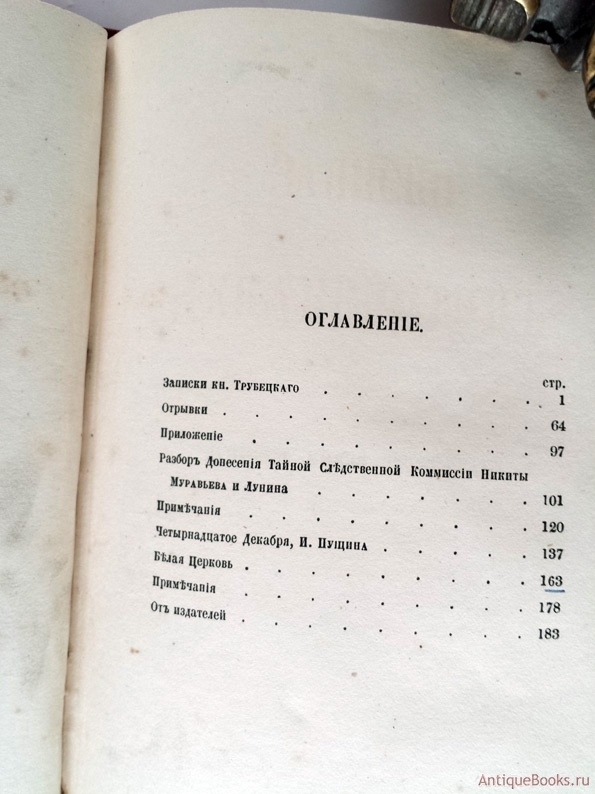 ОГЛАВЛЕНІЕ.
стр.
Записки кн. Трубецкаго . . . . . . 1
Отрывки . . . . . . . 64
Приложеніе . . . . . . 97
Разборъ Донесенія Тайной Слѣдственной Коммиссіи Никиты
Муравьева и Лунина . . . . . 101
Примѣчанія . . . . . . . 120
Четырнадцатое Декабря, И. Пущина . . . . 137
Бѣлая Церковь . . . . . . . 163
Примѣчанія . . . . . . . 178
Отъ издателей . . . . . . 183
AntiqueBooks.ru